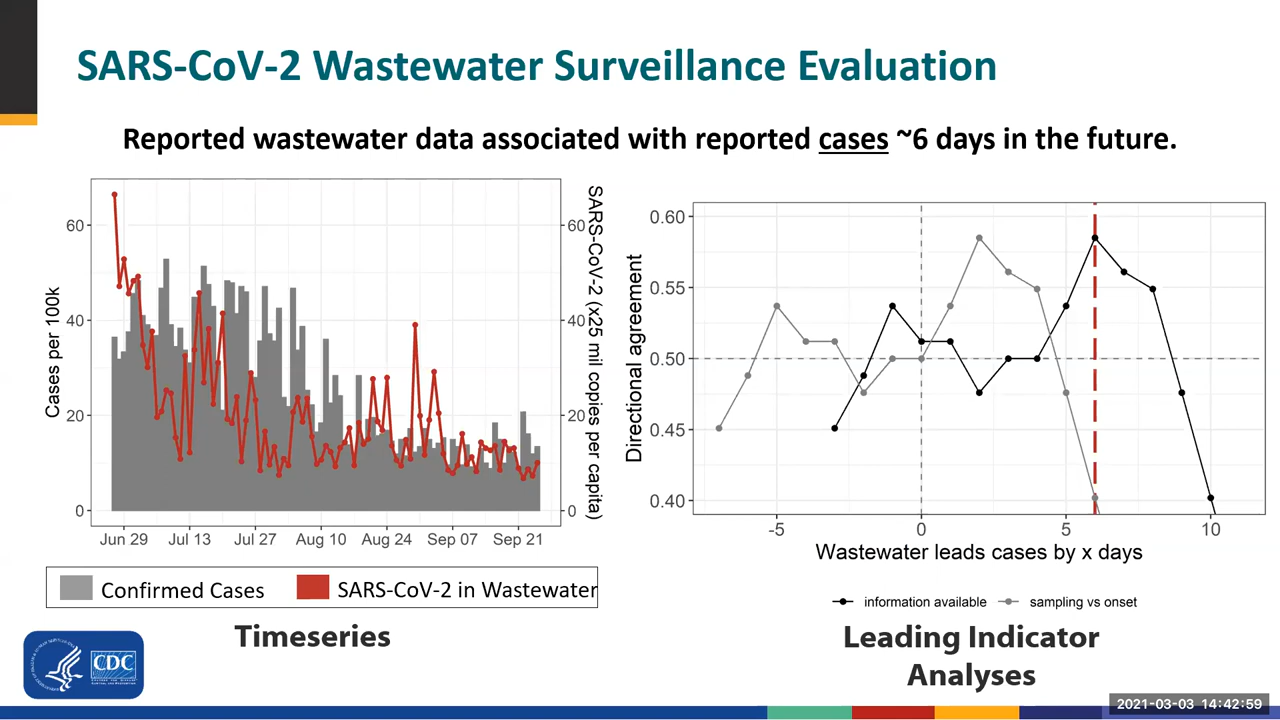 SARS-CoV-2 Wastewater Surveillance Evaluation
Reported wastewater data associated with reported cases ~6 days in the future.
Cases per 100k
60
40
20
0
60
40
20
0
SARS-CoV-2 (x25 mil copies per capita)
Jun 29 Jul 13 Jul 27 Aug 10 Aug 24 Sep 07 Sep 21
Confirmed Cases SARS-CoV-2 in Wastewater
Timeseries
Directional agreement
0.60
0.55
0.50
0.45
0.40
-5 0 5 10
Wastewater leads cases by x days
information available sampling vs onset
Leading Indicator
Analyses
CDC
2021-03-03 14:42:59